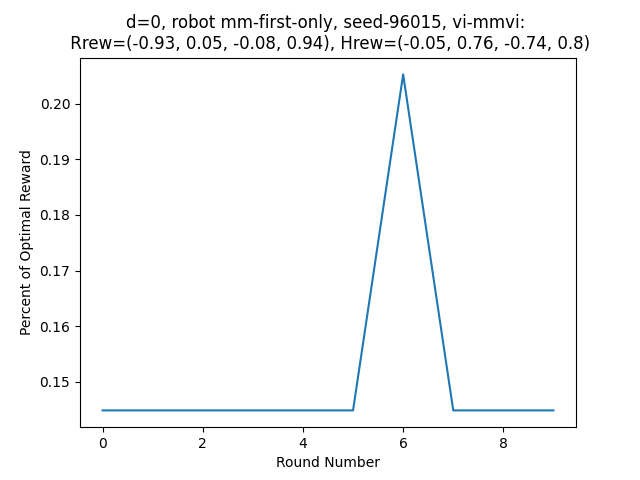 d=0, robot mm-first-only, seed-96015, vi-mmvi:
Rrew=(-0.93, 0.05, -0.08, 0.94), Hrew=(-0.05, 0.76, -0.74, 0.8)
0.20
0.19
0.18
0.17
0.16
0.15
Percent of Optimal Reward
0 2 4 6 8
Round Number